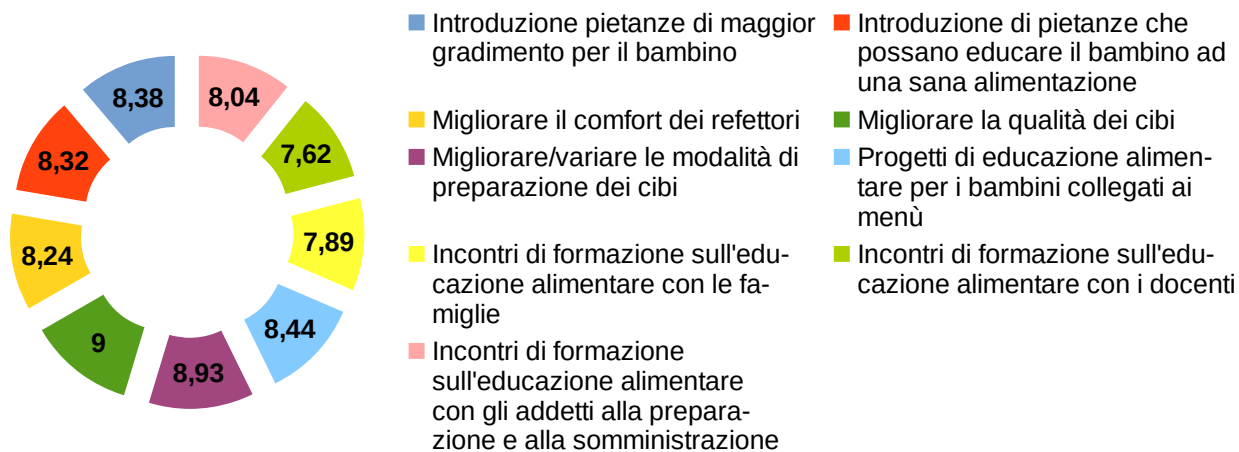 8,38
8,04
7,62
7,89
8,44
8,93
9
8,24
8,32
Introduzione pietanze di maggior
gradimento per il bambino
Introduzione di pietanze che
possano educare il bambino ad
una sana alimentazione
Migliorare il comfort dei refettori
Migliorare la qualità dei cibi
Migliorare/variare le modalità di
preparazione dei cibi
Progetti di educazione alimen-
tare per i bambini collegati ai
menù
Incontri di formazione sull'edu-
cazione alimentare con le fa-
miglie
Incontri di formazione sull'edu-
cazione alimentare con i docenti
Incontri di formazione
sull'educazione alimentare
con gli addetti alla prepara-
zione e alla somministrazione